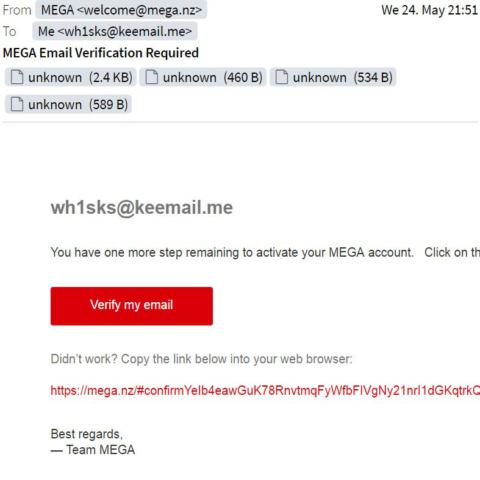 From MEGA <welcome@mega.nz> We 24. May 21:51
To Me <wh1sks@keemail.me>
MEGA Email Verification Required
unknown (2.4 KB) unknown (460 B) unknown (534 B)
unknown (589 B)
wh1sks@keemail.me
You have one more step remaining to activate your MEGA account. Click on th
Verify my email
Didn't work? Copy the link below into your web browser:
https://mega.nz/#confirmYeIb4eawGuK78RnvtmqFyWfbFIVgNy21nrI1dGKqtrkQ
Best regards,
— Team MEGA